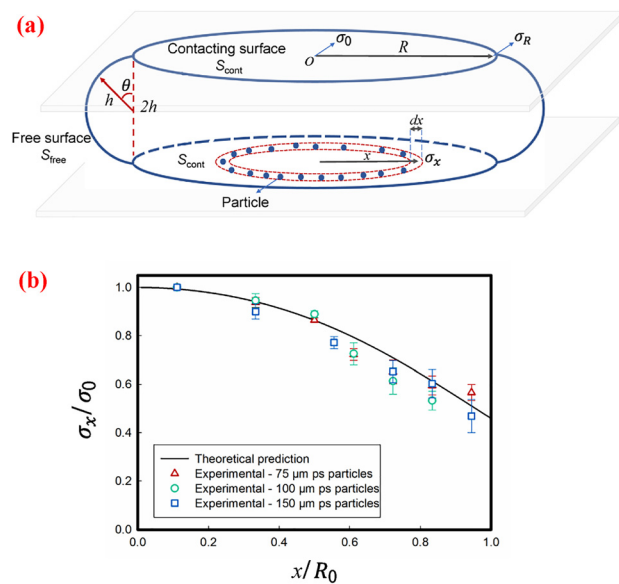 (a)
Contacting surface
S_cont
σ_0
R
σ_R
o
θ
h
2h
Free surface
S_free
dx
S_cont
x
σ_x
Particle
(b)
1.0
0.8
0.6
0.4
0.2
0.0
σ_x/σ_0
Theoretical prediction
Experimental - 75 μm ps particles
Experimental - 100 μm ps particles
Experimental - 150 μm ps particles
0.0 0.2 0.4 0.6 0.8 1.0
x/R_0